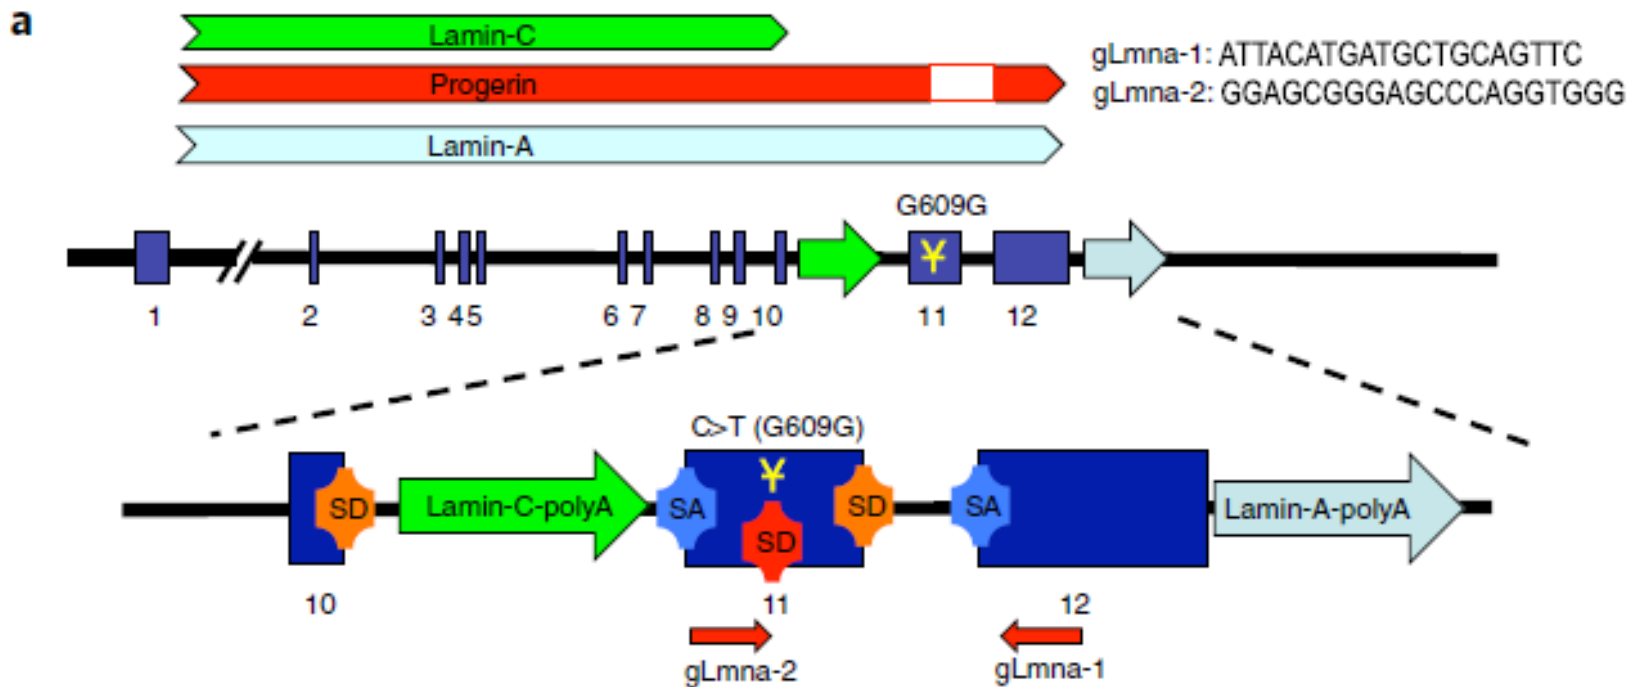 a
Lamin-C
Progerin
Lamin-A
gLmna-1: ATTACATGATGCTGCAGTTC
gLmna-2: GGAGCGGGAGCCCAGGTGGG
G609G
¥
1 2 3 4 5 6 7 8 9 10 11 12
C>T (G609G)
¥
SD Lamin-C-polyA SA SD SD SA Lamin-A-polyA
10 11 12
gLmna-2 gLmna-1